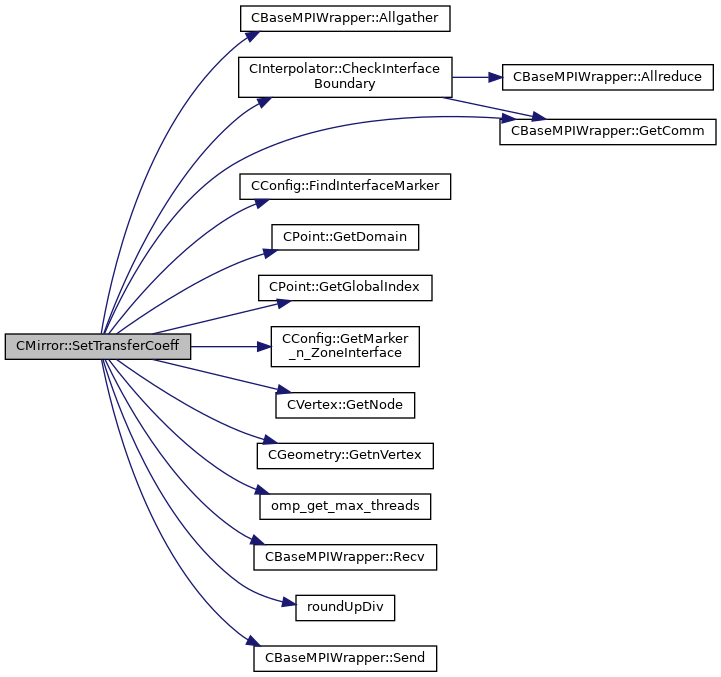 CBaseMPIWrapper::Allgather
CInterpolator::CheckInterface
Boundary
CBaseMPIWrapper::Allreduce
CBaseMPIWrapper::GetComm
CConfig::FindInterfaceMarker
CPoint::GetDomain
CPoint::GetGlobalIndex
CMirror::SetTransferCoeff
CConfig::GetMarker
_n_ZoneInterface
CVertex::GetNode
CGeometry::GetnVertex
omp_get_max_threads
CBaseMPIWrapper::Recv
roundUpDiv
CBaseMPIWrapper::Send